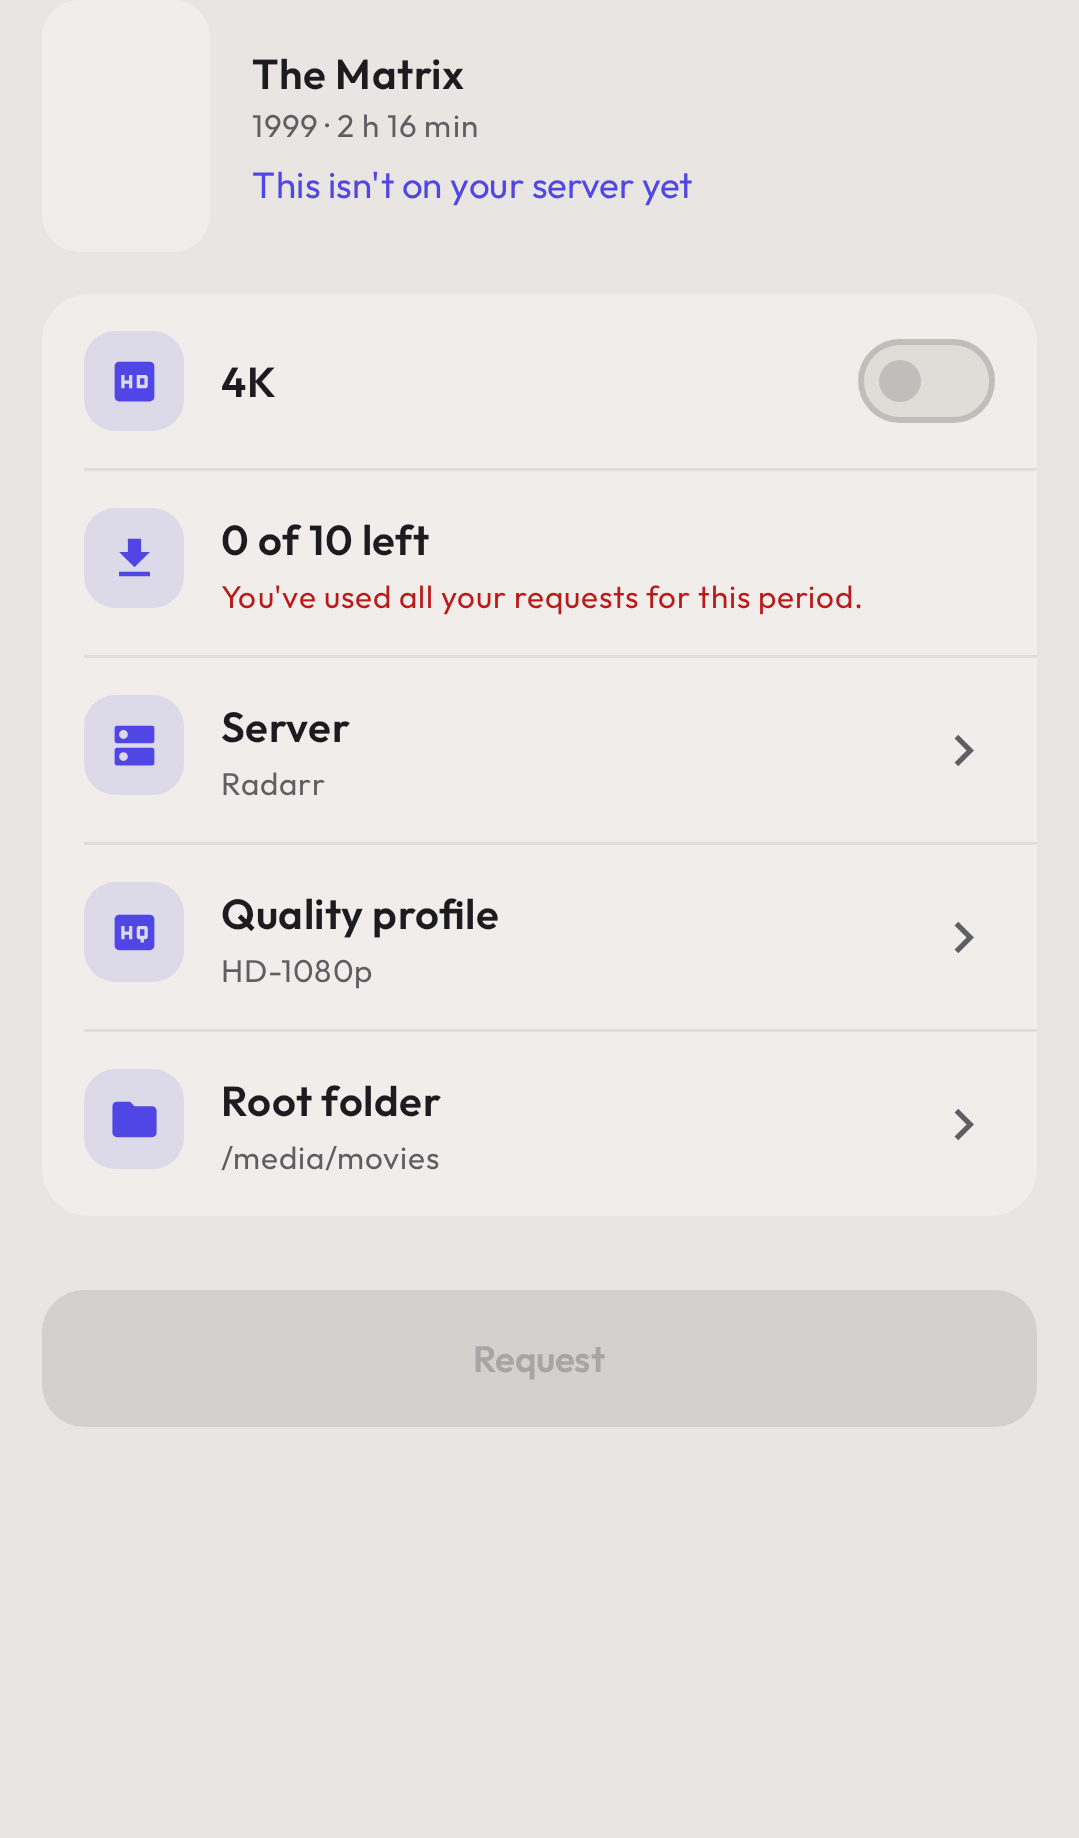 The Matrix
1999 · 2 h 16 min
This isn't on your server yet
HD
4K
0 of 10 left
You've used all your requests for this period.
Server
Radarr
HQ
Quality profile
HD-1080p
Root folder
/media/movies
Request